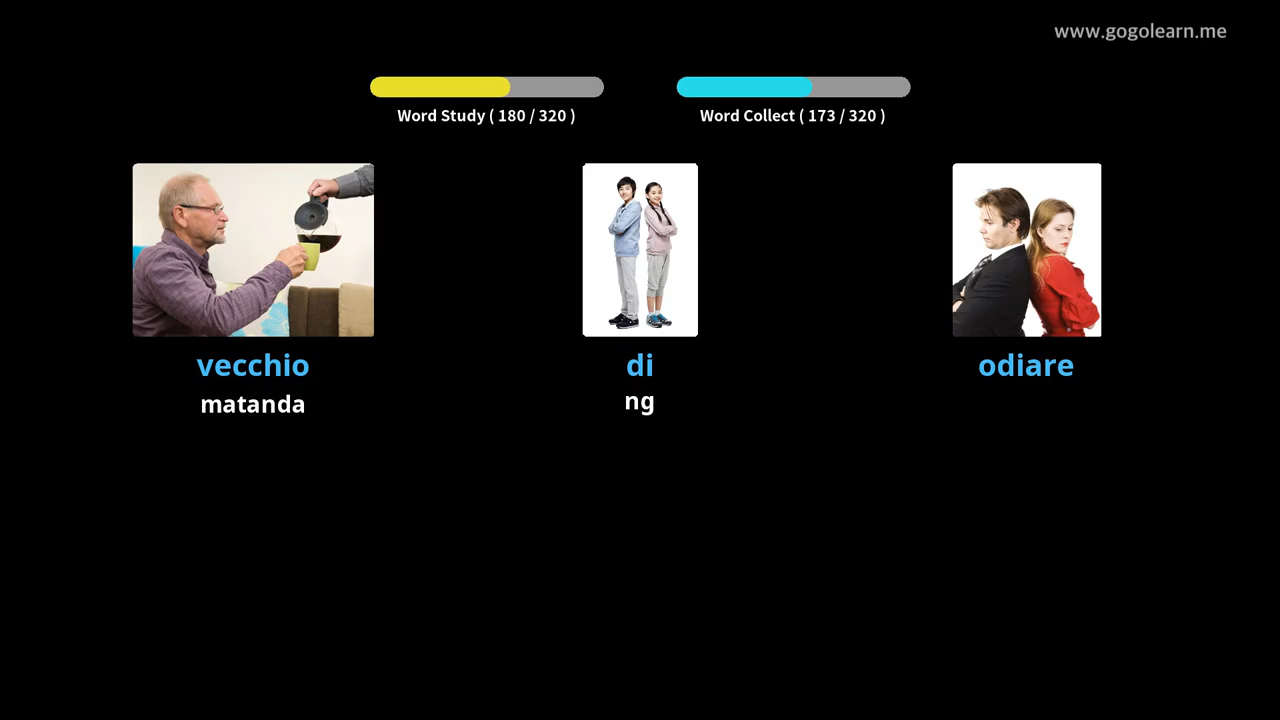 www.gogolearn.me
Word Study ( 180 / 320 )
Word Collect ( 173 / 320 )
vecchio
matanda
di
ng
odiare